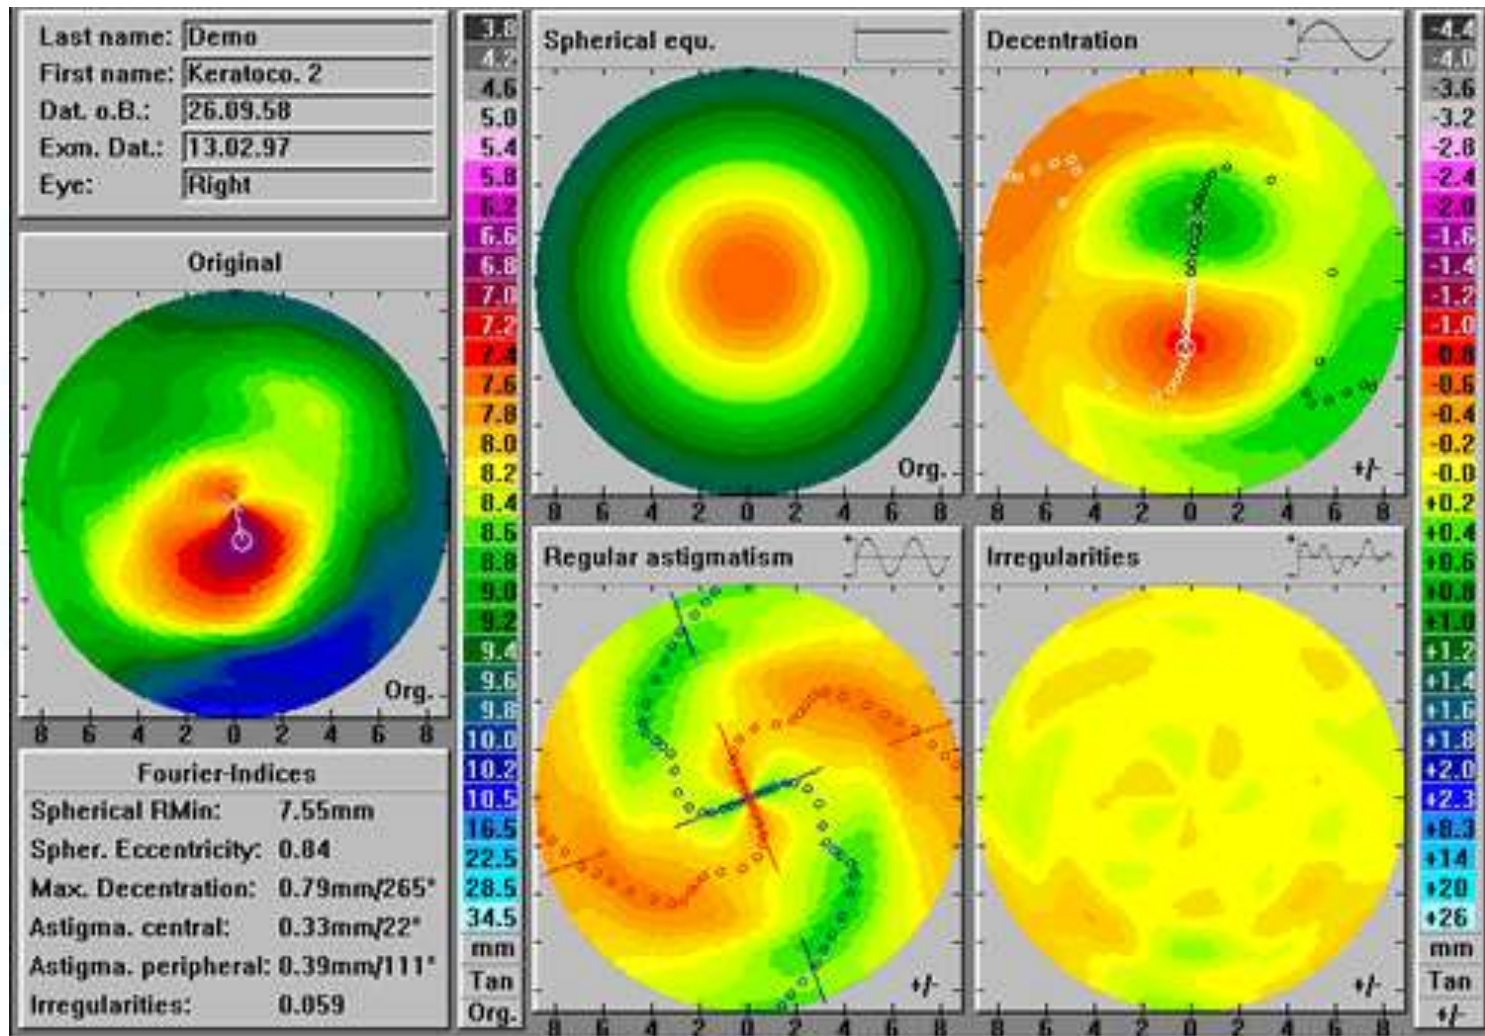 Last name: Demo
First name: Keratoco. 2
Dat. o.B.: 26.09.58
Exm. Dat.: 13.02.97
Eye: Right
Original
Org.
8 6 4 2 0 2 4 6 8
Fourier-Indices
Spherical RMin: 7.55mm
Spher. Eccentricity: 0.84
Max. Decentration: 0.79mm/265°
Astigma. central: 0.33mm/22°
Astigma. peripheral: 0.39mm/111°
Irregularities: 0.059
3.8
4.2
4.6
5.0
5.4
5.8
6.2
6.6
6.8
7.0
7.2
7.4
7.6
7.8
8.0
8.2
8.4
8.6
8.8
9.0
9.2
9.4
9.6
9.8
10.0
10.2
10.5
16.5
22.5
28.5
34.5
mm
Tan
Org.
Spherical equ.
Org.
8 6 4 2 0 2 4 6 8
Decentration
+
-
+/-
8 6 4 2 0 2 4 6 8
Regular astigmatism
+
-
+/-
8 6 4 2 0 2 4 6 8
Irregularities
+
-
+/-
8 6 4 2 0 2 4 6 8
-4.4
-4.0
-3.6
-3.2
-2.8
-2.4
-2.0
-1.6
-1.4
-1.2
-1.0
-0.8
-0.6
-0.4
-0.2
-0.0
+0.2
+0.4
+0.6
+0.8
+1.0
+1.2
+1.4
+1.6
+1.8
+2.0
+2.3
+8.3
+14
+20
+26
mm
Tan
+/-